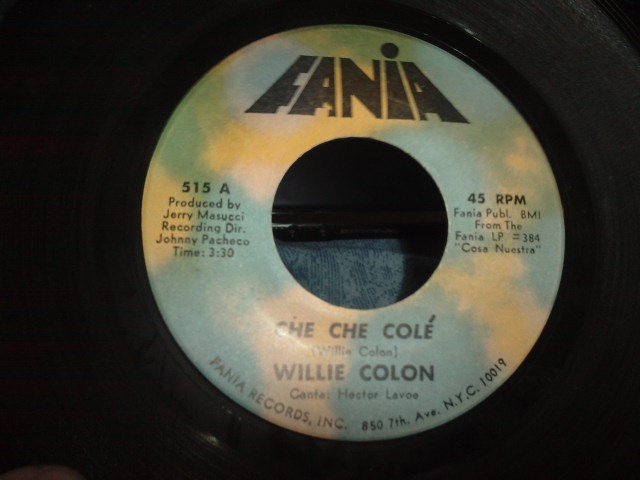 FANIA
515 A
Produced by
Jerry Masucci
Recording Dir.
Johnny Pacheco
Time: 3:30
45 RPM
Fania Publ. BMI
From The
Fania LP #384
"Cosa Nuestra"
CHE CHE COLÉ
(Willie Colon)
WILLIE COLON
Canta: Hector Lavoe
FANIA RECORDS, INC. 850 7th. Ave. N.Y.C. 10019